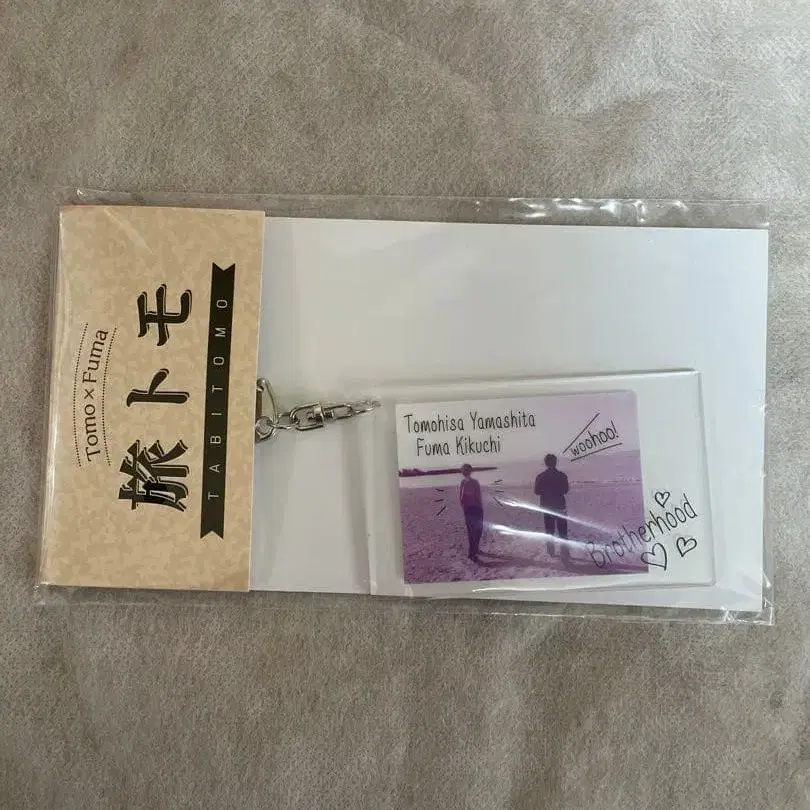 Tomo×Fuma
旅トモ
TABITOMO
Tomohisa Yamashita
Fuma Kikuchi
woohoo!
Brotherhood